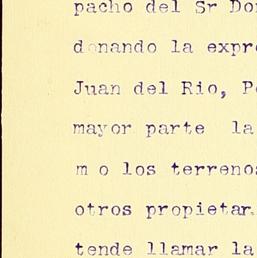 pacho del Sr Don
donando la expre
Juan del Rio, P
mayor parte la
m o los terreno
otros propietar
tende llamar la